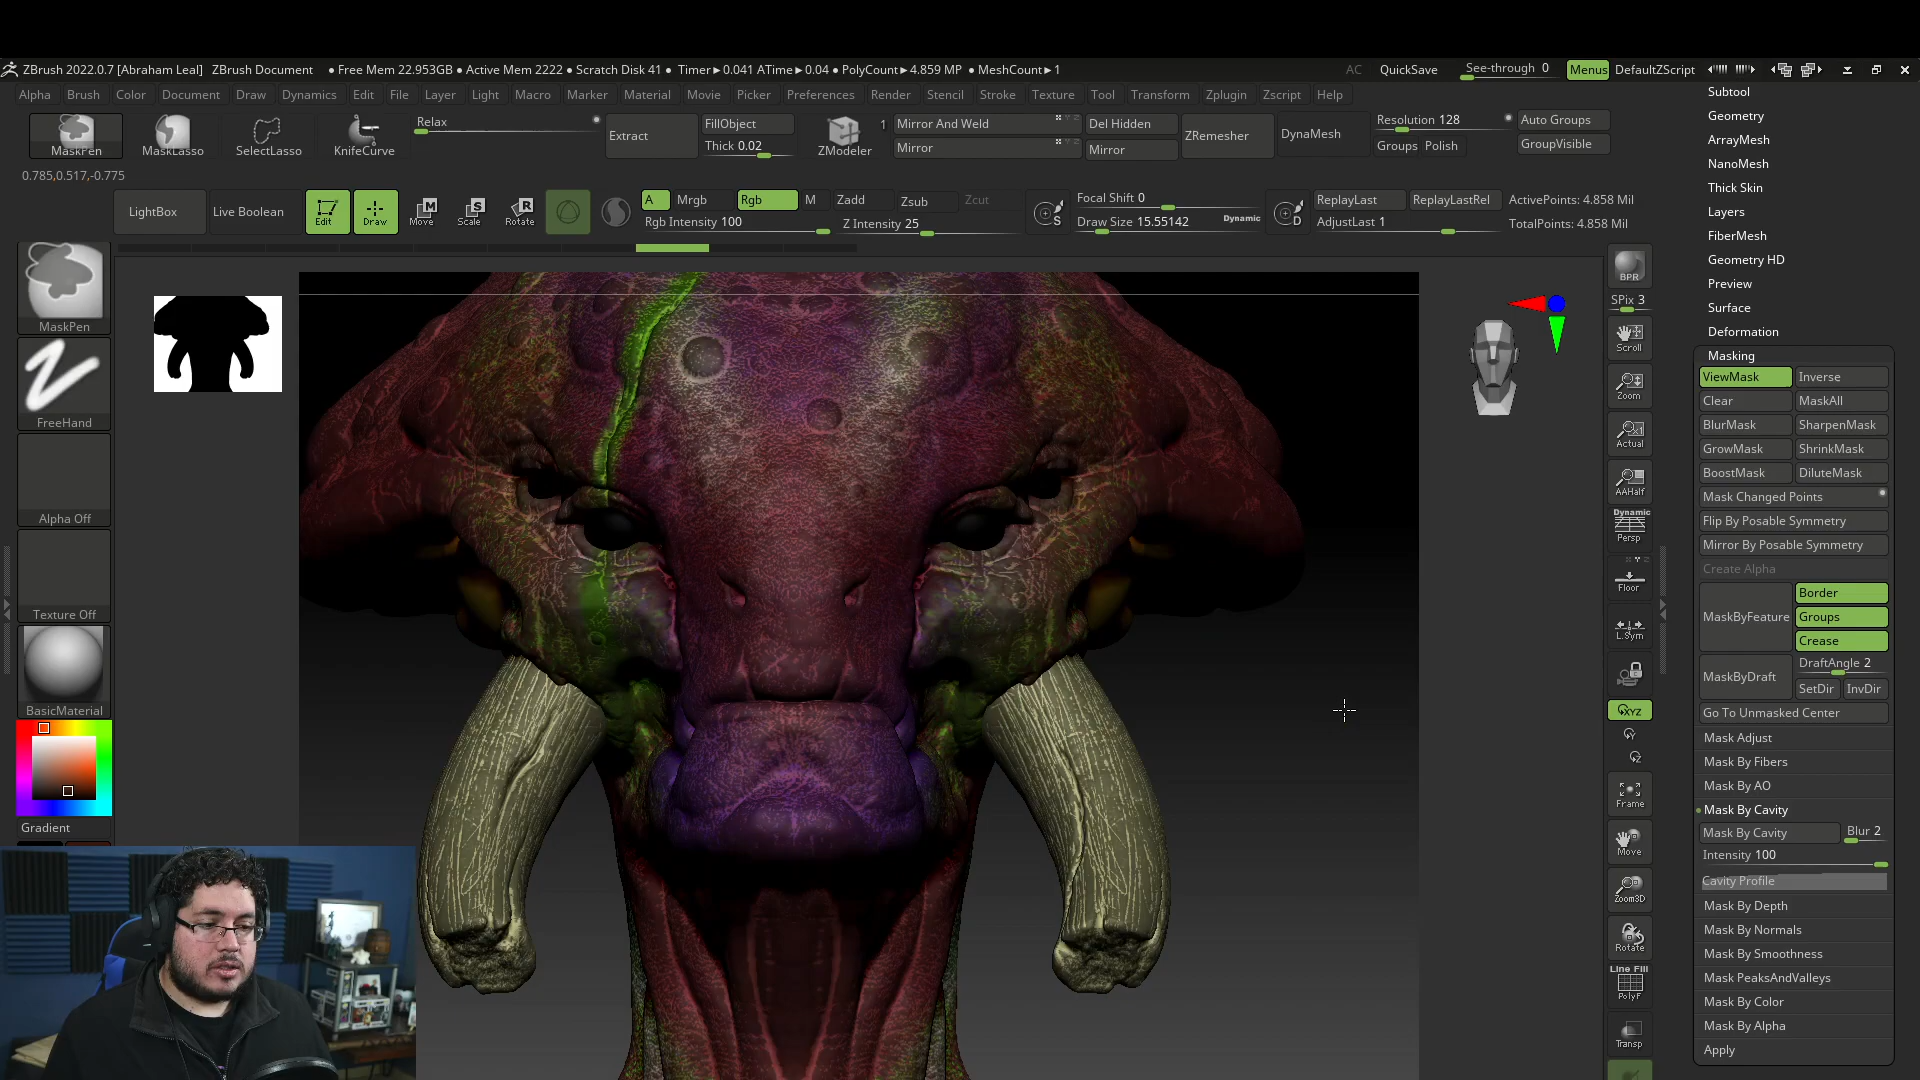 ZBrush 2022.0.7 [Abraham Leal] ZBrush Document • Free Mem 22.953GB • Active Mem 2222 • Scratch Disk 41 • Timer►0.041 ATime►0.04 • PolyCount►4.859 MP • MeshCount►1 AC QuickSave See-through 0 Menus DefaultZScript
Alpha Brush Color Document Draw Dynamics Edit File Layer Light Macro Marker Material Movie Picker Preferences Render Stencil Stroke Texture Tool Transform Zplugin Zscript Help
MaskPen MaskLasso SelectLasso KnifeCurve Relax Extract FillObject Thick 0.02 ZModeler 1 Mirror And Weld Mirror Del Hidden Mirror ZRemesher DynaMesh Resolution 128 Groups Polish Auto Groups GroupVisible
0.785,0.517,-0.775
LightBox Live Boolean Edit Draw Move Scale Rotate A Mrgb Rgb M Zadd Zsub Zcut Focal Shift 0 ReplayLast ReplayLastRel ActivePoints: 4.858 Mil
Rgb Intensity 100 Z Intensity 25 Draw Size 15.55142 Dynamic AdjustLast 1 TotalPoints: 4.858 Mil
M S R S D
MaskPen
FreeHand
Alpha Off
Texture Off
BasicMaterial
Gradient
BPR
SPix 3
Scroll
Zoom
Actual
AAHalf
Dynamic
Persp
Floor
L.Sym
XYZ
Y
Z
Frame
Move
Zoom3D
Rotate
Line Fill
PolyF
Transp
Subtool
Geometry
ArrayMesh
NanoMesh
Thick Skin
Layers
FiberMesh
Geometry HD
Preview
Surface
Deformation
Masking
ViewMask Inverse
Clear MaskAll
BlurMask SharpenMask
GrowMask ShrinkMask
BoostMask DiluteMask
Mask Changed Points
Flip By Posable Symmetry
Mirror By Posable Symmetry
Create Alpha
MaskByFeature Border
Groups
Crease
MaskByDraft DraftAngle 2
SetDir InvDir
Go To Unmasked Center
Mask Adjust
Mask By Fibers
Mask By AO
Mask By Cavity
Mask By Cavity Blur 2
Intensity 100
Cavity Profile
Mask By Depth
Mask By Normals
Mask By Smoothness
Mask PeaksAndValleys
Mask By Color
Mask By Alpha
Apply